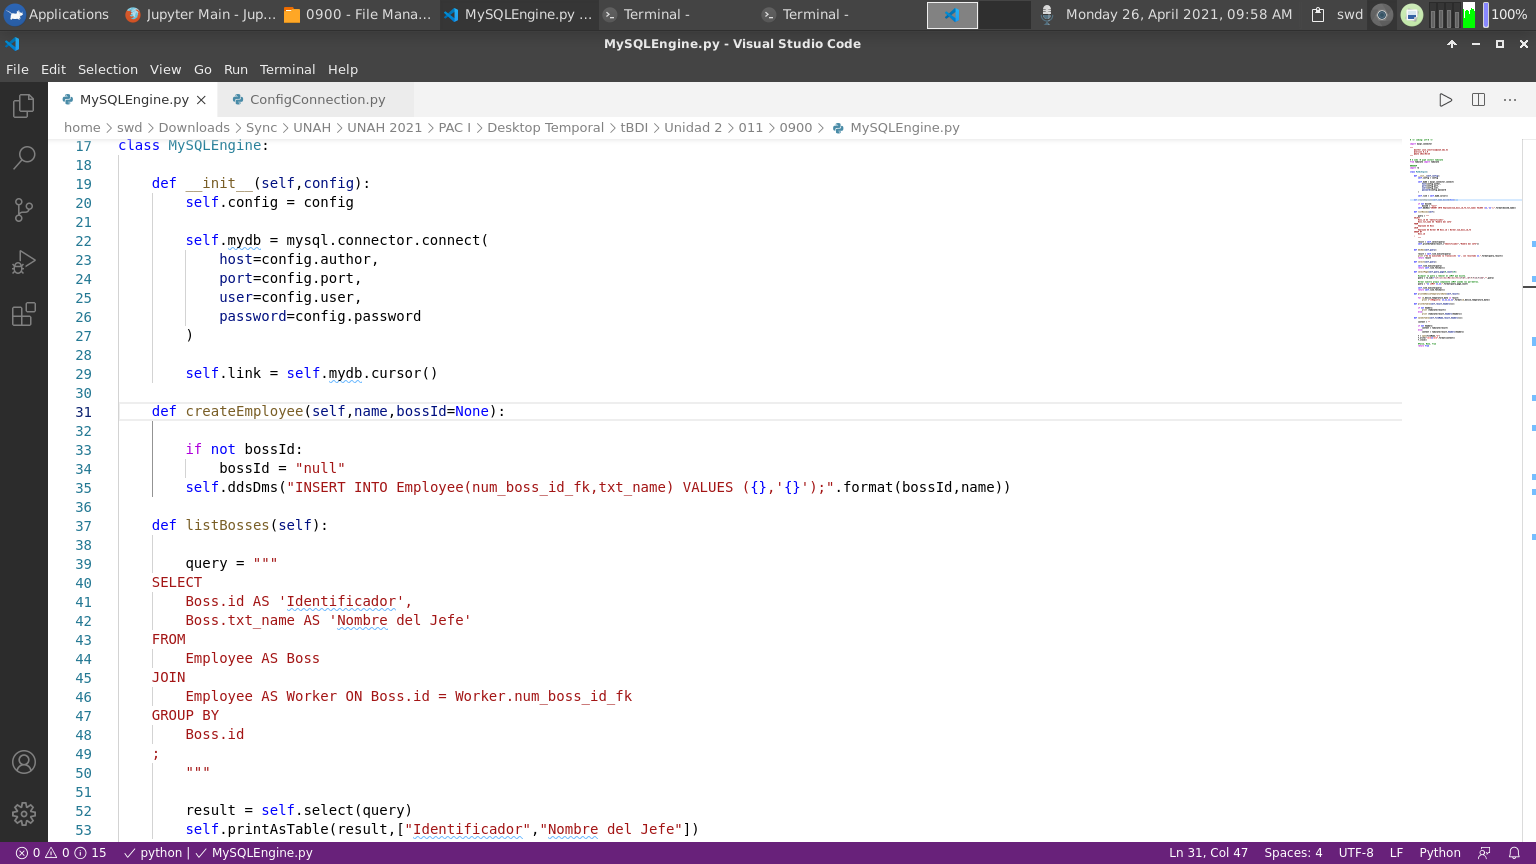 Applications Jupyter Main - Jup... 0900 - File Mana... MySQLEngine.py ... Terminal - Terminal - Monday 26, April 2021, 09:58 AM swd 100%
MySQLEngine.py - Visual Studio Code
File Edit Selection View Go Run Terminal Help
MySQLEngine.py ConfigConnection.py
home > swd > Downloads > Sync > UNAH > UNAH 2021 > PAC I > Desktop Temporal > tBDI > Unidad 2 > 011 > 0900 > MySQLEngine.py
17 class MySQLEngine:
18
19     def __init__(self,config):
20         self.config = config
21
22         self.mydb = mysql.connector.connect(
23             host=config.author,
24             port=config.port,
25             user=config.user,
26             password=config.password
27         )
28
29         self.link = self.mydb.cursor()
30
31     def createEmployee(self,name,bossId=None):
32
33         if not bossId:
34             bossId = "null"
35         self.ddsDms("INSERT INTO Employee(num_boss_id_fk,txt_name) VALUES ({},'{}');".format(bossId,name))
36
37     def listBosses(self):
38
39         query = """
40     SELECT
41         Boss.id AS 'Identificador',
42         Boss.txt_name AS 'Nombre del Jefe'
43     FROM
44         Employee AS Boss
45     JOIN
46         Employee AS Worker ON Boss.id = Worker.num_boss_id_fk
47     GROUP BY
48         Boss.id
49     ;
50         """
51
52         result = self.select(query)
53         self.printAsTable(result,["Identificador","Nombre del Jefe"])
0 0 15 python | MySQLEngine.py Ln 31, Col 47 Spaces: 4 UTF-8 LF Python